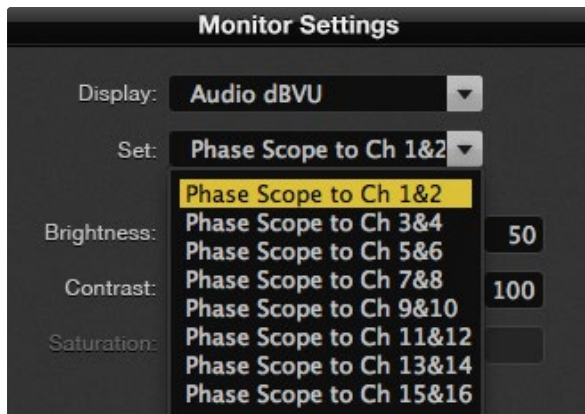 Monitor Settings
Display: Audio dBVU
Set: Phase Scope to Ch 1&2
Phase Scope to Ch 1&2
Phase Scope to Ch 3&4
Phase Scope to Ch 5&6
Brightness: 50
Phase Scope to Ch 7&8
Contrast: 100
Phase Scope to Ch 9&10
Phase Scope to Ch 11&12
Saturation:
Phase Scope to Ch 13&14
Phase Scope to Ch 15&16